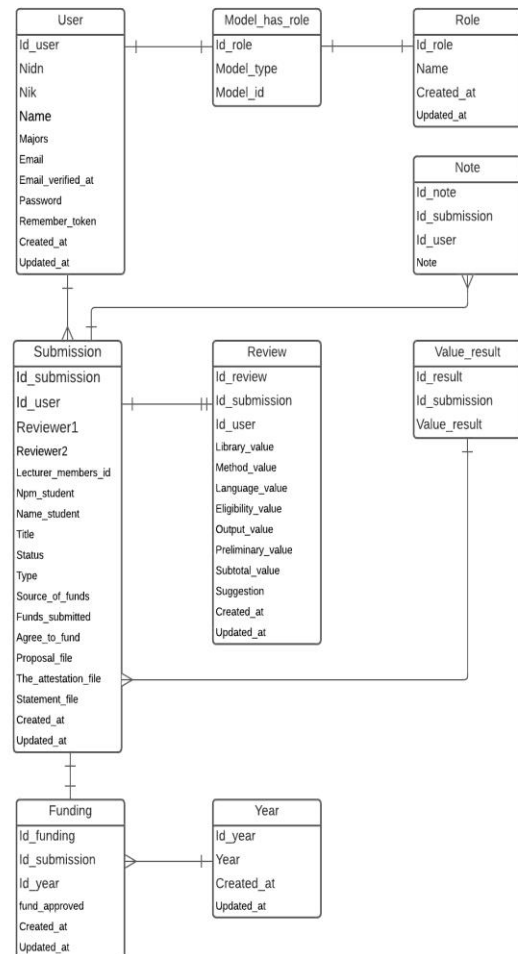 User
Id_user
Nidn
Nik
Name
Majors
Email
Email_verified_at
Password
Remember_token
Created_at
Updated_at
Model_has_role
Id_role
Model_type
Model_id
Role
Id_role
Name
Created_at
Updated_at
Note
Id_note
Id_submission
Id_user
Note
Submission
Id_submission
Id_user
Reviewer1
Reviewer2
Lecturer_members_id
Npm_student
Name_student
Title
Status
Type
Source_of_funds
Funds_submitted
Agree_to_fund
Proposal_file
The_attestation_file
Statement_file
Created_at
Updated_at
Review
Id_review
Id_submission
Id_user
Library_value
Method_value
Language_value
Eligibility_value
Output_value
Preliminary_value
Subtotal_value
Suggestion
Created_at
Updated_at
Value_result
Id_result
Id_submission
Value_result
Funding
Id_funding
Id_submission
Id_year
fund_approved
Created_at
Updated_at
Year
Id_year
Year
Created_at
Updated_at